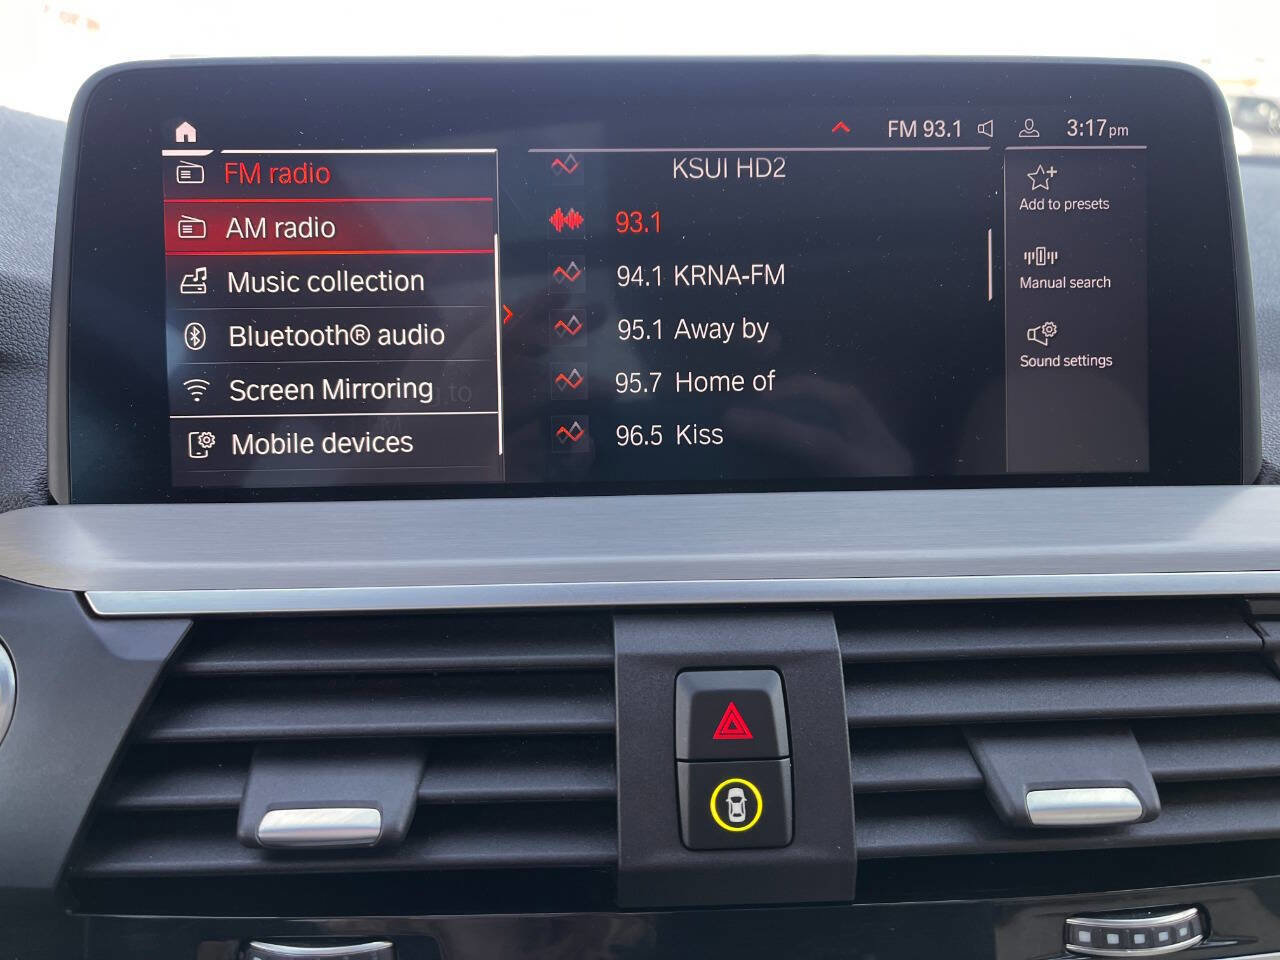 FM 93.1
3:17pm
FM radio
AM radio
Music collection
Bluetooth® audio
Screen Mirroring
Mobile devices
KSUI HD2
93.1
94.1 KRNA-FM
95.1 Away by
95.7 Home of
96.5 Kiss
Add to presets
Manual search
Sound settings